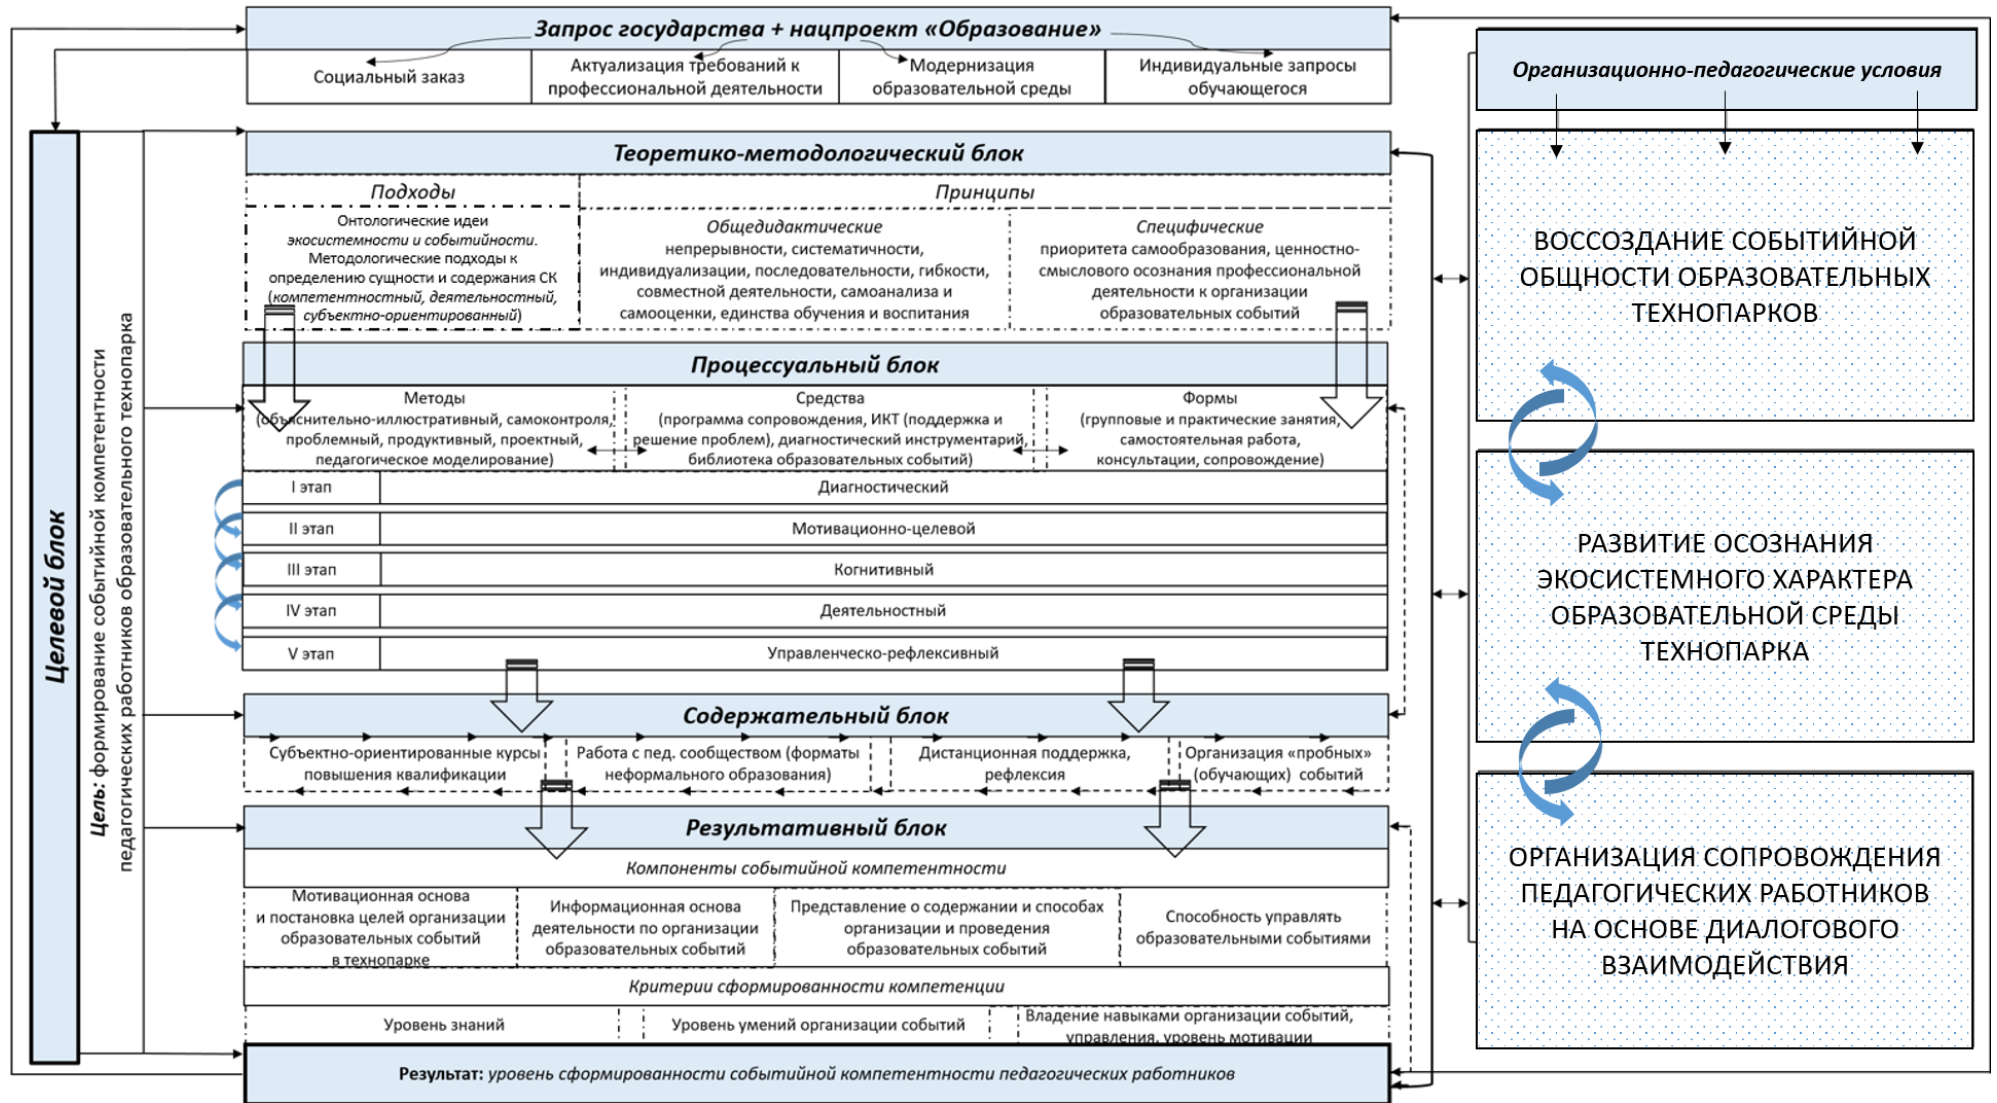 Запрос государства + нацпроект «Образование»
Социальный заказ
Актуализация требований к
профессиональной деятельности
Модернизация
образовательной среды
Индивидуальные запросы
обучающегося
Целевой блок
Цель: формирование событийной компетентности
педагогических работников образовательного технопарка
Теоретико-методологический блок
Подходы
Принципы
Онтологические идеи
экосистемности и событийности.
Методологические подходы к
определению сущности и содержания СК
(компетентностный, деятельностный,
субъектно-ориентированный)
Общедидактические
непрерывности, систематичности,
индивидуализации, последовательности, гибкости,
совместной деятельности, самоанализа и
самооценки, единства обучения и воспитания
Специфические
приоритета самообразования, ценностно-
смыслового осознания профессиональной
деятельности к организации
образовательных событий
Процессуальный блок
Методы
(объяснительно-иллюстративный, самоконтроля,
проблемный, продуктивный, проектный,
педагогическое моделирование)
Средства
(программа сопровождения, ИКТ (поддержка и
решение проблем), диагностический инструментарий,
библиотека образовательных событий)
Формы
(групповые и практические занятия,
самостоятельная работа,
консультации, сопровождение)
I этап
Диагностический
II этап
Мотивационно-целевой
III этап
Когнитивный
IV этап
Деятельностный
V этап
Управленческо-рефлексивный
Содержательный блок
Субъектно-ориентированные курсы
повышения квалификации
Работа с пед. сообществом (форматы
неформального образования)
Дистанционная поддержка,
рефлексия
Организация «пробных»
(обучающих) событий
Результативный блок
Компоненты событийной компетентности
Мотивационная основа
и постановка целей организации
образовательных событий
в технопарке
Информационная основа
деятельности по организации
образовательных событий
Представление о содержании и способах
организации и проведения
образовательных событий
Способность управлять
образовательными событиями
Критерии сформированности компетенции
Уровень знаний
Уровень умений организации событий
Владение навыками организации событий,
управления, уровень мотивации
Результат: уровень сформированности событийной компетентности педагогических работников
Организационно-педагогические условия
ВОССОЗДАНИЕ СОБЫТИЙНОЙ
ОБЩНОСТИ ОБРАЗОВАТЕЛЬНЫХ
ТЕХНОПАРКОВ
РАЗВИТИЕ ОСОЗНАНИЯ
ЭКОСИСТЕМНОГО ХАРАКТЕРА
ОБРАЗОВАТЕЛЬНОЙ СРЕДЫ
ТЕХНОПАРКА
ОРГАНИЗАЦИЯ СОПРОВОЖДЕНИЯ
ПЕДАГОГИЧЕСКИХ РАБОТНИКОВ
НА ОСНОВЕ ДИАЛОГОВОГО
ВЗАИМОДЕЙСТВИЯ